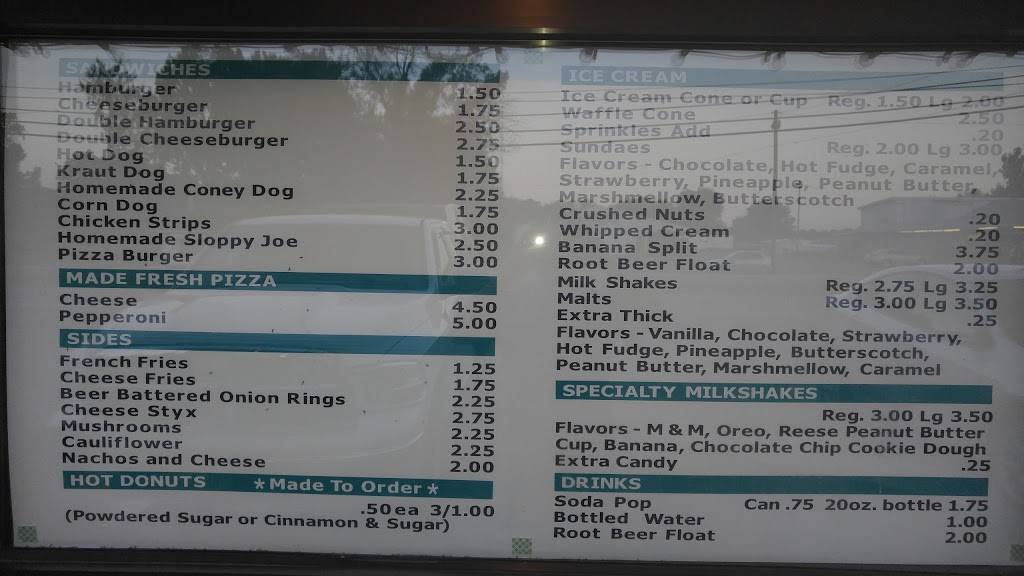 SANDWICHES
Hamburger 1.50
Cheeseburger 1.75
Double Hamburger 2.50
Double Cheeseburger 2.75
Hot Dog 1.50
Kraut Dog 1.75
Homemade Coney Dog 2.25
Corn Dog 1.75
Chicken Strips 3.00
Homemade Sloppy Joe 2.50
Pizza Burger 3.00
MADE FRESH PIZZA
Cheese 4.50
Pepperoni 5.00
SIDES
French Fries 1.25
Cheese Fries 1.75
Beer Battered Onion Rings 2.25
Cheese Styx 2.75
Mushrooms 2.25
Cauliflower 2.25
Nachos and Cheese 2.00
HOT DONUTS *Made To Order*
.50 ea 3/1.00
(Powdered Sugar or Cinnamon & Sugar)
ICE CREAM
Ice Cream Cone or Cup Reg. 1.50 Lg 2.00
Waffle Cone 2.50
Sprinkles Add .20
Sundaes Reg. 2.00 Lg 3.00
Flavors - Chocolate, Hot Fudge, Caramel,
Strawberry, Pineapple, Peanut Butter,
Marshmellow, Butterscotch
Crushed Nuts .20
Whipped Cream .20
Banana Split 3.75
Root Beer Float 2.00
Milk Shakes Reg. 2.75 Lg 3.25
Malts Reg. 3.00 Lg 3.50
Extra Thick .25
Flavors - Vanilla, Chocolate, Strawberry,
Hot Fudge, Pineapple, Butterscotch,
Peanut Butter, Marshmellow, Caramel
SPECIALTY MILKSHAKES
Reg. 3.00 Lg 3.50
Flavors - M & M, Oreo, Reese Peanut Butter
Cup, Banana, Chocolate Chip Cookie Dough
Extra Candy .25
DRINKS
Soda Pop Can .75 20oz. bottle 1.75
Bottled Water 1.00
Root Beer Float 2.00